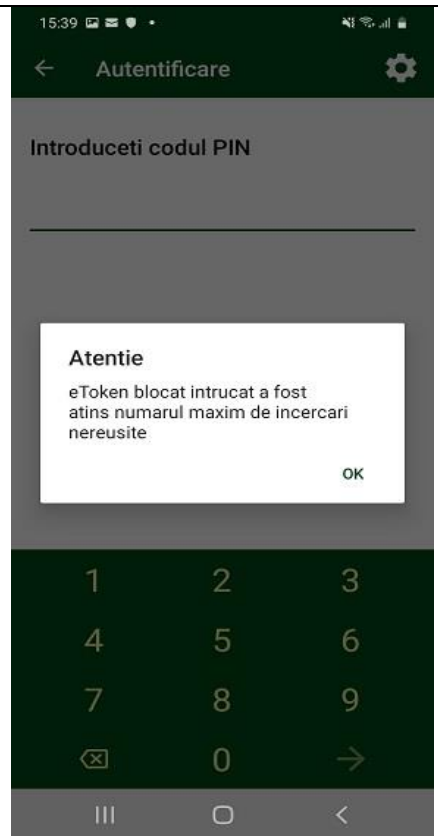 15:39
Autentificare
Introduceti codul PIN
Atentie
eToken blocat intrucat a fost
atins numarul maxim de incercari
nereusite
OK
1 2 3
4 5 6
7 8 9
0